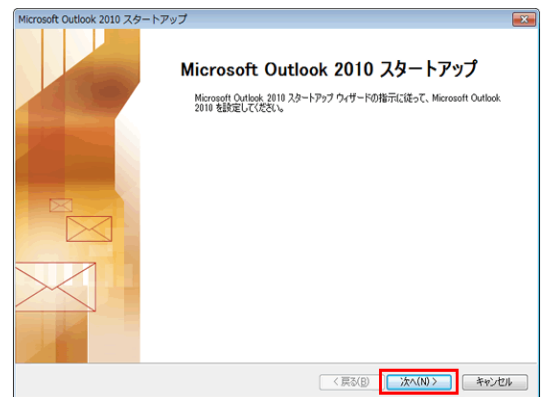 Microsoft Outlook 2010 スタートアップ
Microsoft Outlook 2010 スタートアップ
Microsoft Outlook 2010 スタートアップ ウィザードの指示に従って、Microsoft Outlook
2010 を設定してください。
< 戻る(B) 次へ(N) > キャンセル